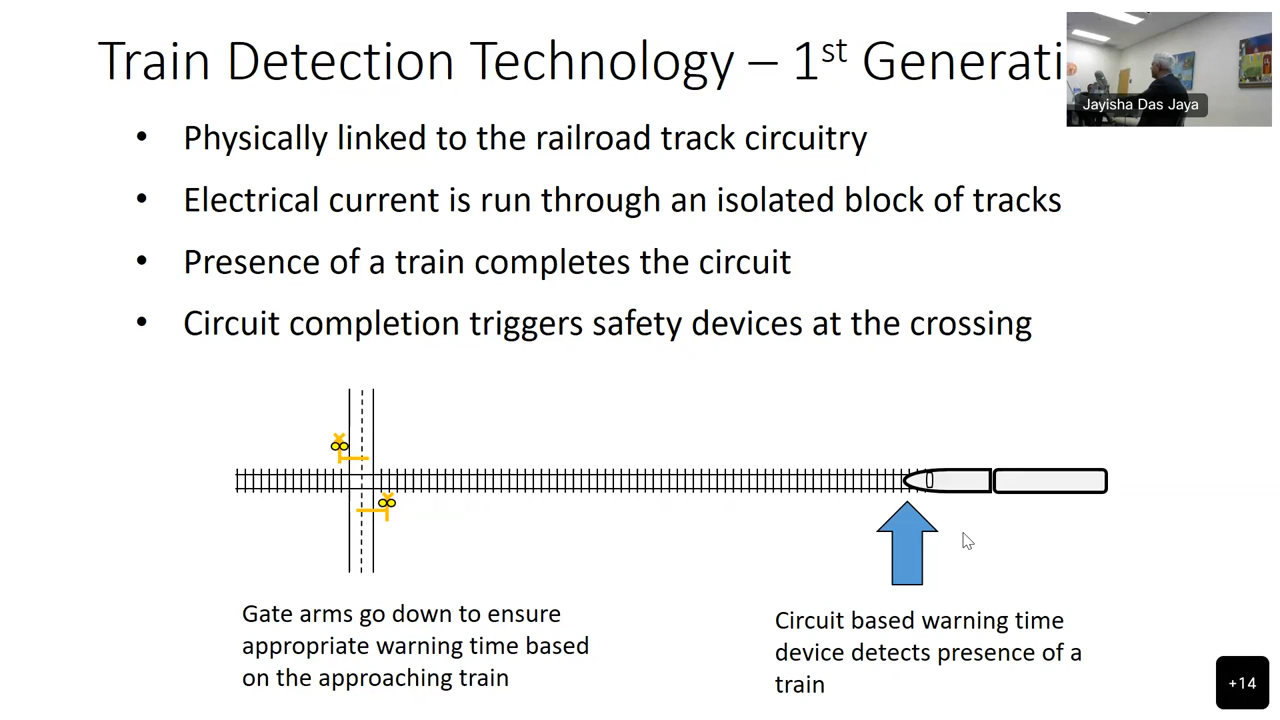 Train Detection Technology – 1st Generati
Jayisha Das Jaya
• Physically linked to the railroad track circuitry
• Electrical current is run through an isolated block of tracks
• Presence of a train completes the circuit
• Circuit completion triggers safety devices at the crossing
Gate arms go down to ensure
appropriate warning time based
on the approaching train
Circuit based warning time
device detects presence of a
train
+14